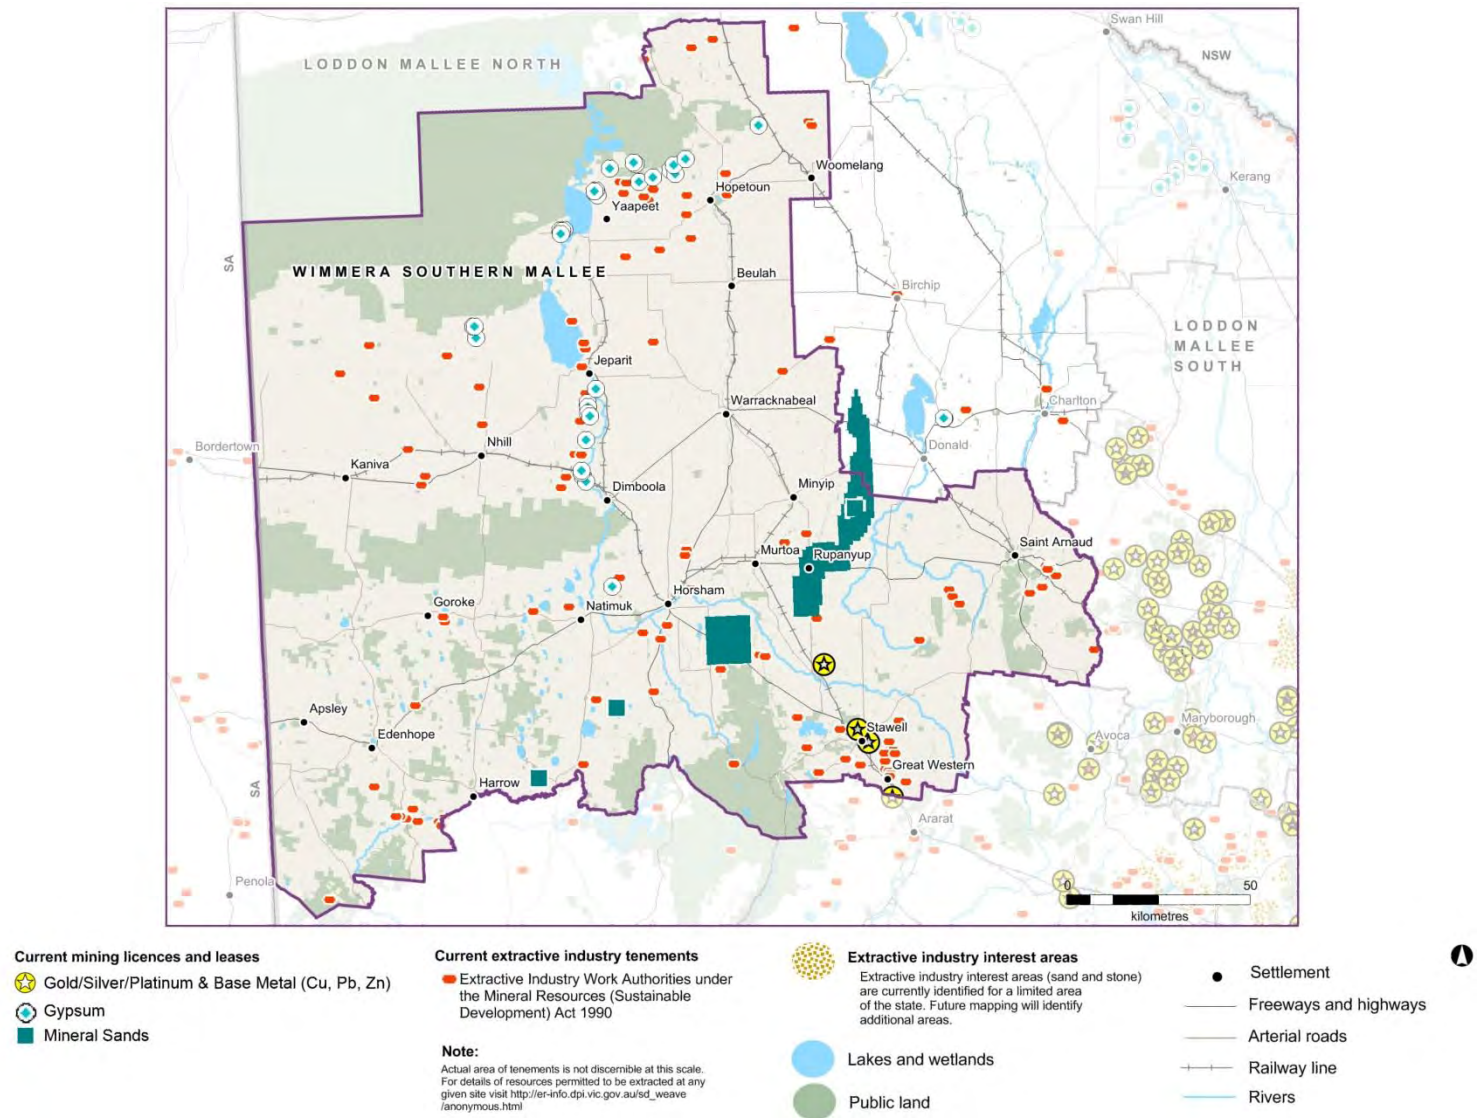 Swan Hill
NSW
LODDON MALLEE NORTH
Woomelang
Kerang
Hopetoun
Yaapeet
SA
WIMMERA SOUTHERN MALLEE
Beulah
Birchip
LODDON
MALLEE
SOUTH
Jeparit
Warracknabeal
Charlton
Bordertown
Nhill
Donald
Kaniva
Dimboola
Minyip
Murtoa
Rupanyup
Saint Arnaud
Goroke
Natimuk
Horsham
Apsley
Edenhope
Stawell
Avoca
Maryborough
SA
Harrow
Great Western
Ararat
Penola
0 50
kilometres
Current mining licences and leases
Gold/Silver/Platinum & Base Metal (Cu, Pb, Zn)
Gypsum
Mineral Sands
Current extractive industry tenements
Extractive Industry Work Authorities under
the Mineral Resources (Sustainable
Development) Act 1990
Note:
Actual area of tenements is not discernible at this scale.
For details of resources permitted to be extracted at any
given site visit http://er-info.dpi.vic.gov.au/sd_weave
/anonymous.html
Extractive industry interest areas
Extractive industry interest areas (sand and stone)
are currently identified for a limited area
of the state. Future mapping will identify
additional areas.
Lakes and wetlands
Public land
Settlement
Freeways and highways
Arterial roads
Railway line
Rivers